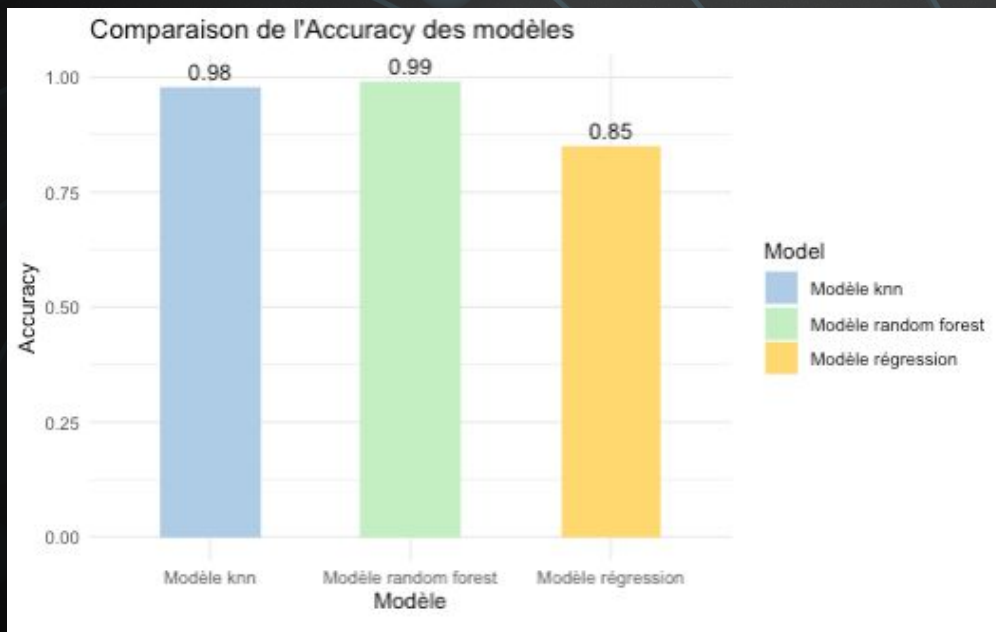 Comparaison de l'Accuracy des modèles
0.98
0.99
0.85
1.00
0.75
0.50
0.25
0.00
Accuracy
Modèle knn
Modèle random forest
Modèle régression
Modèle
Model
Modèle knn
Modèle random forest
Modèle régression